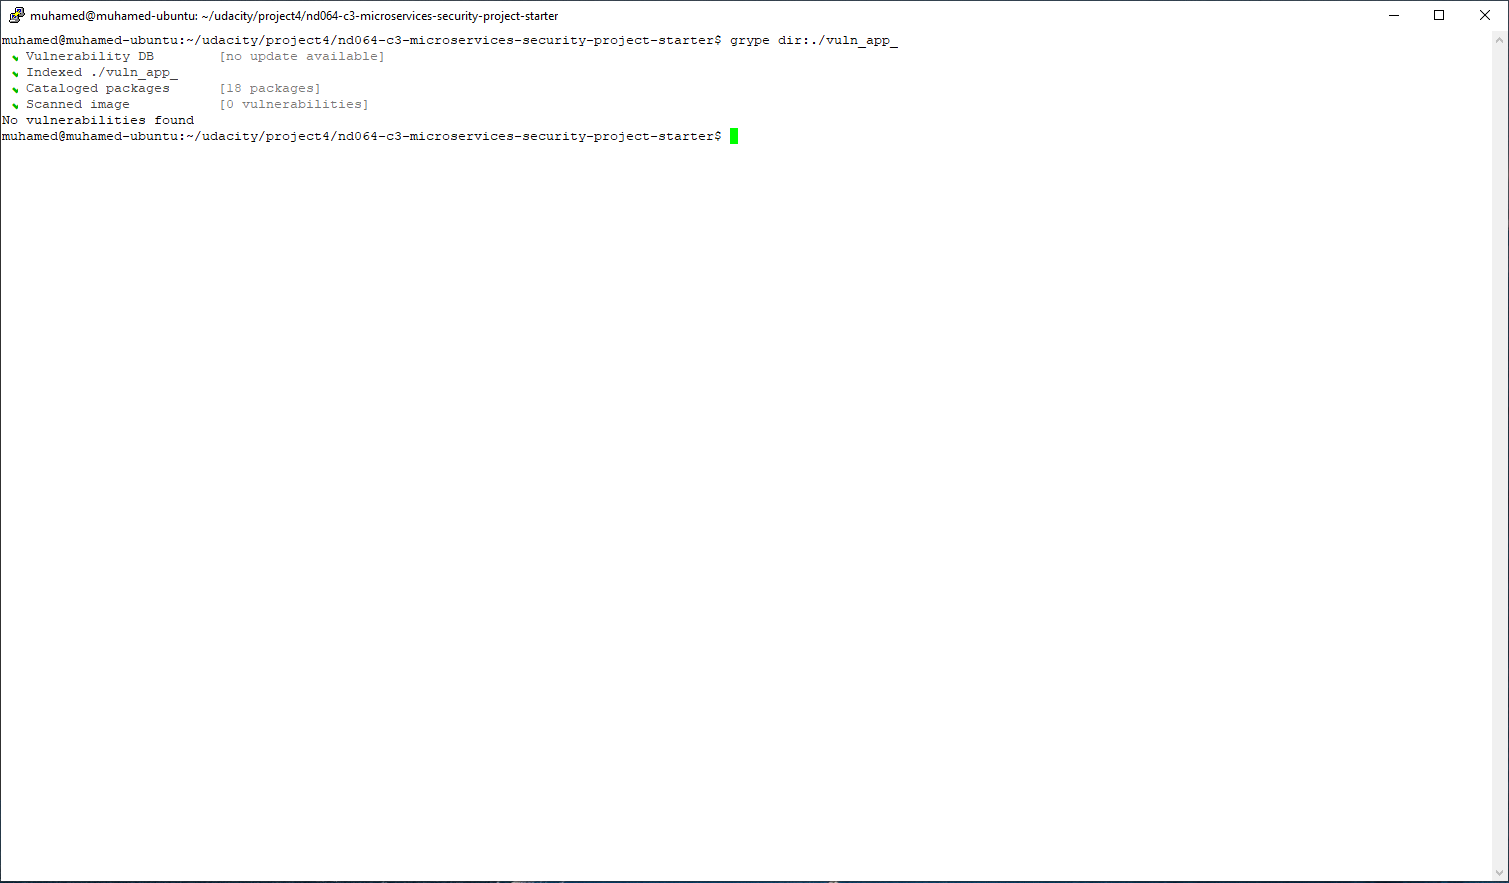 muhamed@muhamed-ubuntu: ~/udacity/project4/nd064-c3-microservices-security-project-starter
muhamed@muhamed-ubuntu:~/udacity/project4/nd064-c3-microservices-security-project-starter$ grype dir:./vuln_app_
✔ Vulnerability DB [no update available]
✔ Indexed ./vuln_app_
✔ Cataloged packages [18 packages]
✔ Scanned image [0 vulnerabilities]
No vulnerabilities found
muhamed@muhamed-ubuntu:~/udacity/project4/nd064-c3-microservices-security-project-starter$